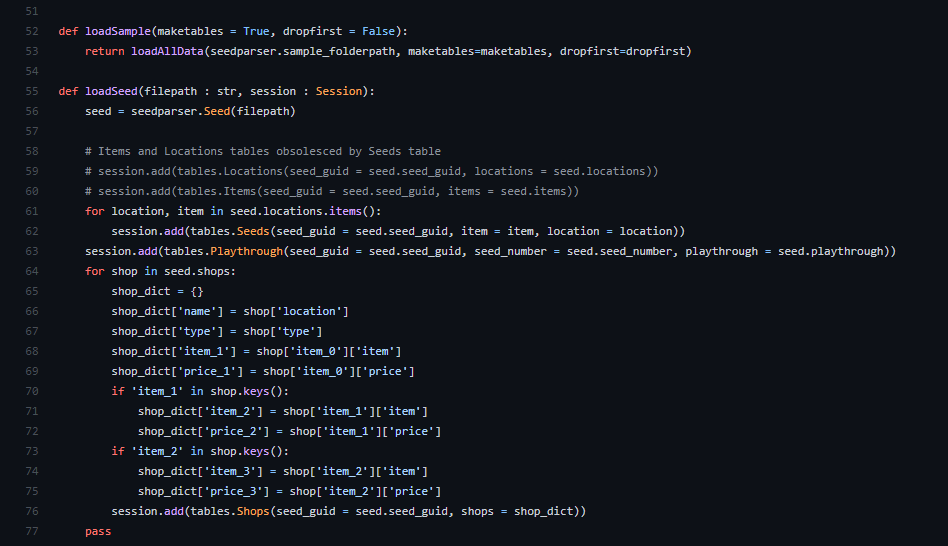 51
52 def loadSample(maketables = True, dropfirst = False):
53     return loadAllData(seedparser.sample_folderpath, maketables=maketables, dropfirst=dropfirst)
54
55 def loadSeed(filepath : str, session : Session):
56     seed = seedparser.Seed(filepath)
57
58     # Items and Locations tables obsolesced by Seeds table
59     # session.add(tables.Locations(seed_guid = seed.seed_guid, locations = seed.locations))
60     # session.add(tables.Items(seed_guid = seed.seed_guid, items = seed.items))
61     for location, item in seed.locations.items():
62         session.add(tables.Seeds(seed_guid = seed.seed_guid, item = item, location = location))
63     session.add(tables.Playthrough(seed_guid = seed.seed_guid, seed_number = seed.seed_number, playthrough = seed.playthrough))
64     for shop in seed.shops:
65         shop_dict = {}
66         shop_dict['name'] = shop['location']
67         shop_dict['type'] = shop['type']
68         shop_dict['item_1'] = shop['item_0']['item']
69         shop_dict['price_1'] = shop['item_0']['price']
70         if 'item_1' in shop.keys():
71             shop_dict['item_2'] = shop['item_1']['item']
72             shop_dict['price_2'] = shop['item_1']['price']
73         if 'item_2' in shop.keys():
74             shop_dict['item_3'] = shop['item_2']['item']
75             shop_dict['price_3'] = shop['item_2']['price']
76         session.add(tables.Shops(seed_guid = seed.seed_guid, shops = shop_dict))
77     pass